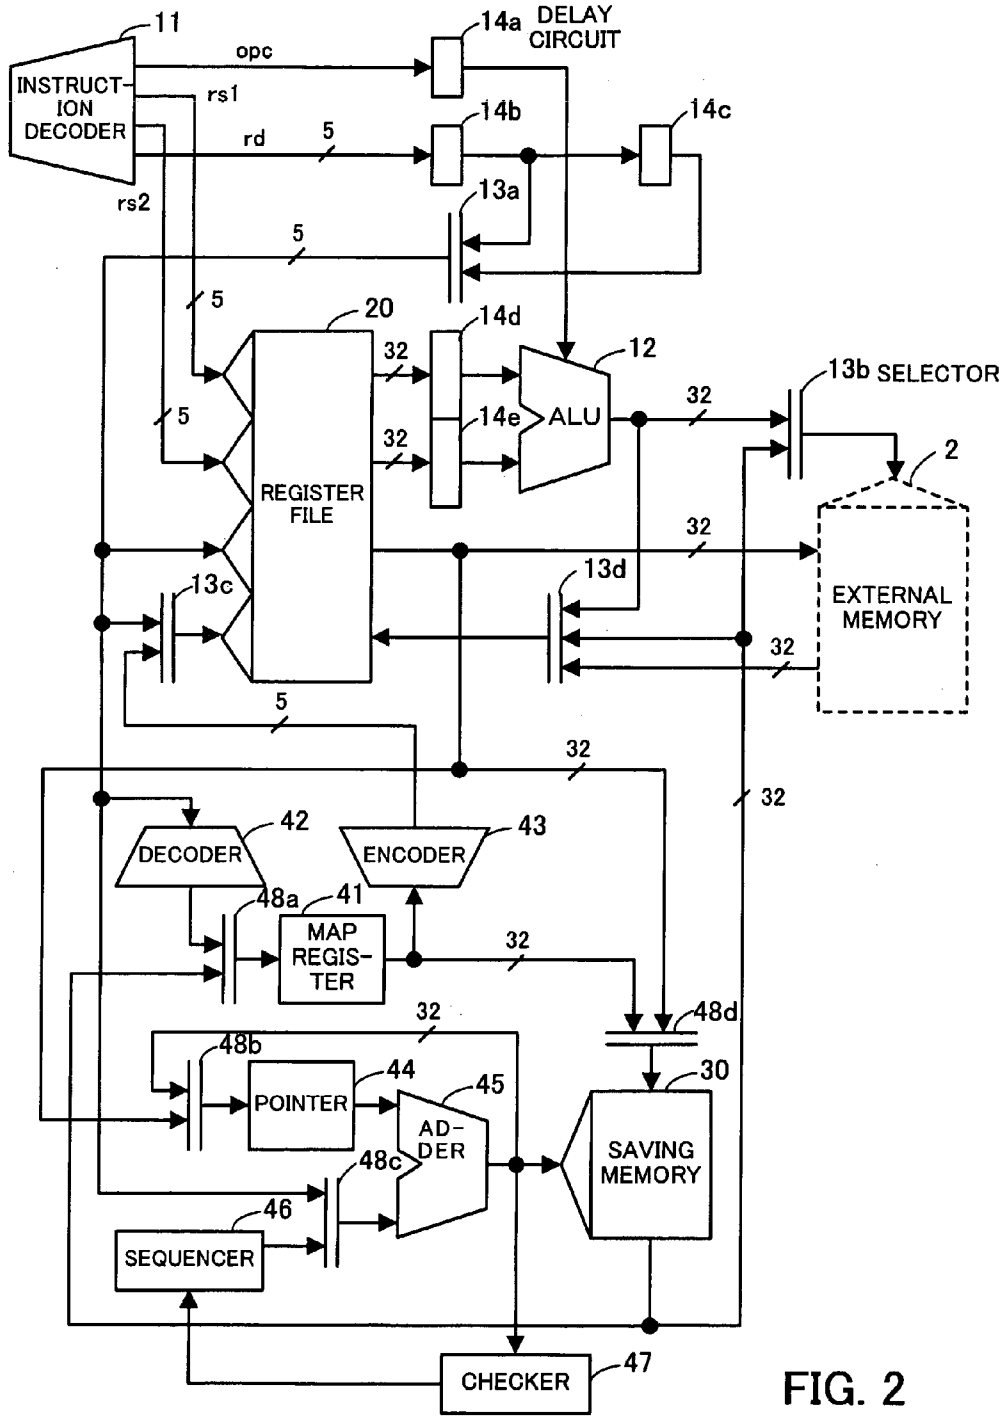 11
14a
DELAY
CIRCUIT
opc
INSTRUCT-
ION
DECODER
rs1
14b
14c
rd
5
rs2
13a
5
5
20
14d
12
13b SELECTOR
32
ALU
32
5
14e
32
2
REGISTER
FILE
32
13c
13d
EXTERNAL
MEMORY
32
5
32
32
42
43
DECODER
ENCODER
48a
41
MAP
REGIS-
TER
32
48d
32
48b
44
45
30
POINTER
AD-
DER
SAVING
MEMORY
48c
46
SEQUENCER
47
CHECKER
FIG. 2